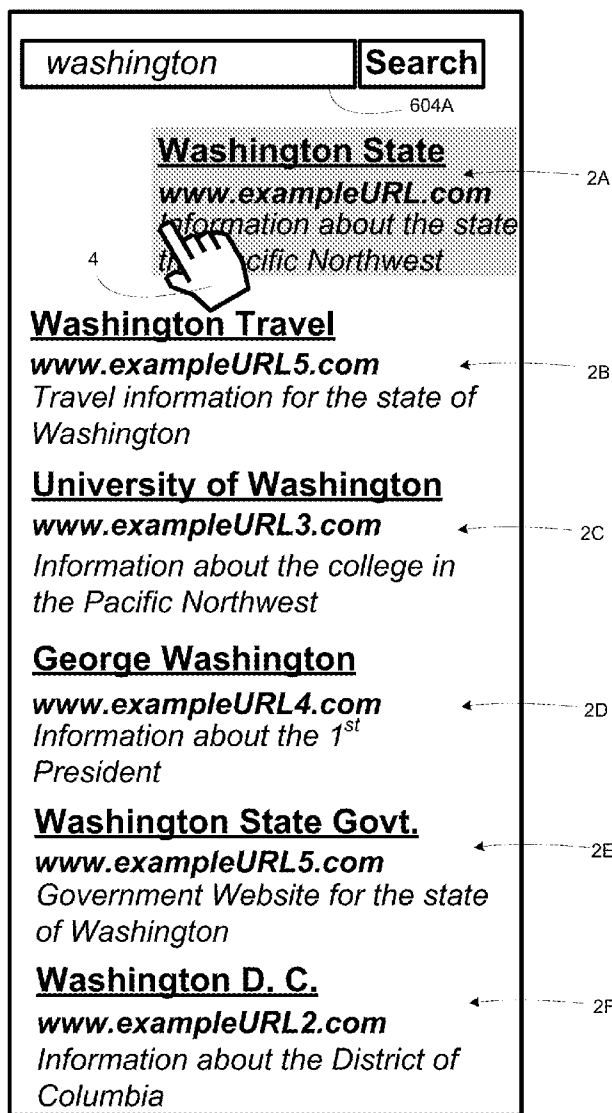 washington Search
604A
Washington State
www.exampleURL.com
2A
Information about the state
Pacific Northwest
4
Washington Travel
www.exampleURL5.com
2B
Travel information for the state of
Washington
University of Washington
www.exampleURL3.com
2C
Information about the college in
the Pacific Northwest
George Washington
www.exampleURL4.com
2D
Information about the 1st
President
Washington State Govt.
www.exampleURL5.com
2E
Government Website for the state
of Washington
Washington D. C.
www.exampleURL2.com
2F
Information about the District of
Columbia